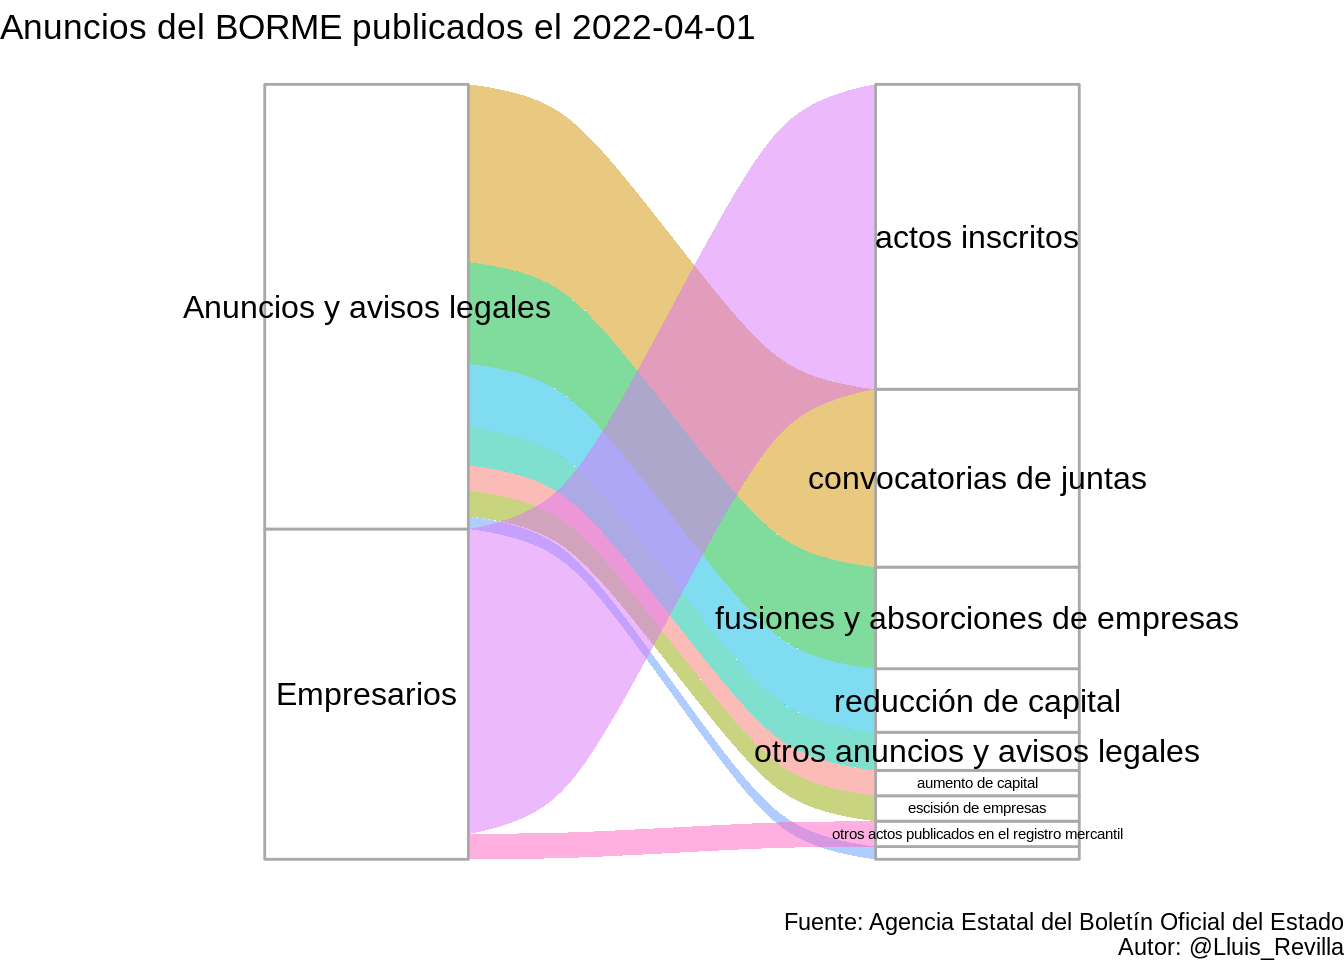 Anuncios del BORME publicados el 2022-04-01
actos inscritos
Anuncios y avisos legales
convocatorias de juntas
fusiones y absorciones de empresas
Empresarios
reducción de capital
otros anuncios y avisos legales
aumento de capital
escisión de empresas
otros actos publicados en el registro mercantil
Fuente: Agencia Estatal del Boletín Oficial del Estado
Autor: @Lluis_Revilla